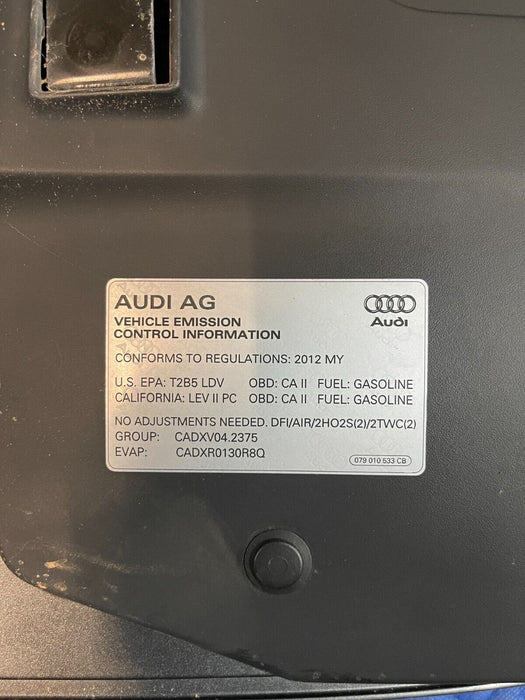 AUDI AG
Audi
VEHICLE EMISSION
CONTROL INFORMATION
CONFORMS TO REGULATIONS: 2012 MY
U.S. EPA: T2B5 LDV OBD: CA II FUEL: GASOLINE
CALIFORNIA: LEV II PC OBD: CA II FUEL: GASOLINE
NO ADJUSTMENTS NEEDED. DFI/AIR/2HO2S(2)/2TWC(2)
GROUP: CADXV04.2375
EVAP: CADXR0130R8Q
079 010 533 CB